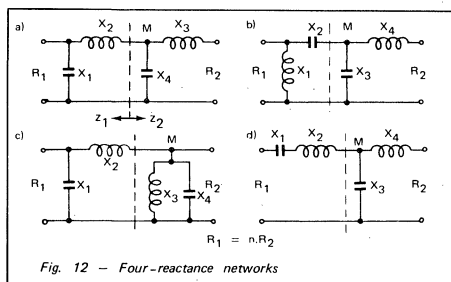 a) X2 M X3
R1 X1 X4 R2
z1 z2
b) X2 M X4
R1 X1 X3 R2
c) M
R1 X1 X2 X3 X4 R2
d) X1 X2 X4
M
R1 X3 R2
R1 = n.R2
Fig. 12 – Four-reactance networks